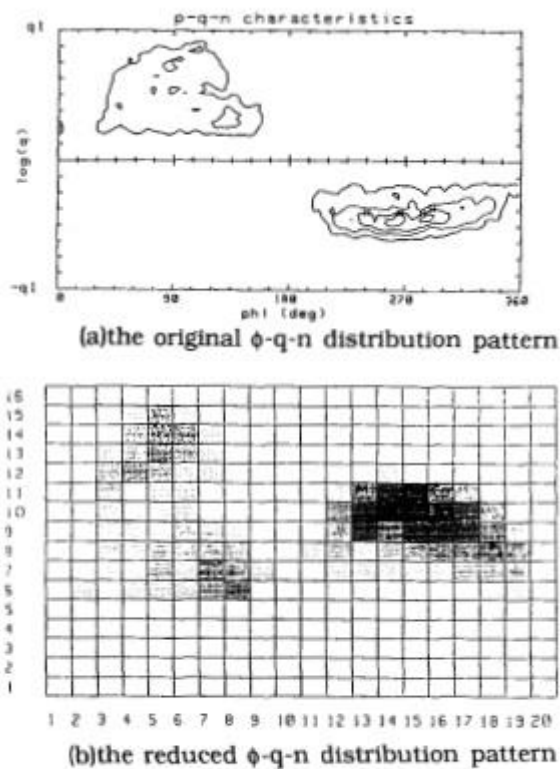 p-q-n characteristics
q1
log(q)
-q1
0 90 180 270 360
phi (deg)
(a)the original ϕ-q-n distribution pattern
16
15
14
13
12
11
10
9
8
7
6
5
4
3
2
1
1 2 3 4 5 6 7 8 9 10 11 12 13 14 15 16 17 18 19 20
(b)the reduced ϕ-q-n distribution pattern